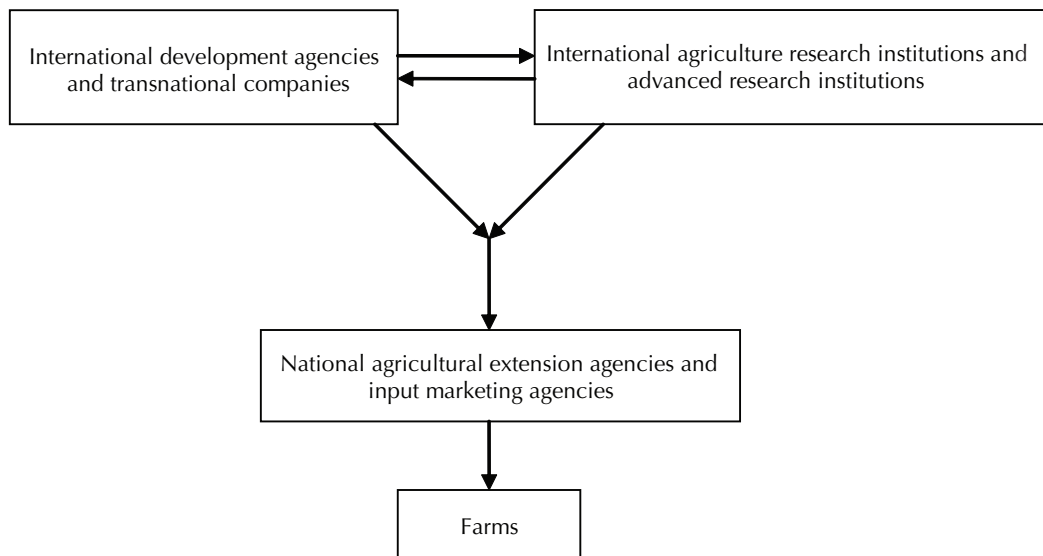 International development agencies
and transnational companies
International agriculture research institutions and
advanced research institutions
National agricultural extension agencies and
input marketing agencies
Farms